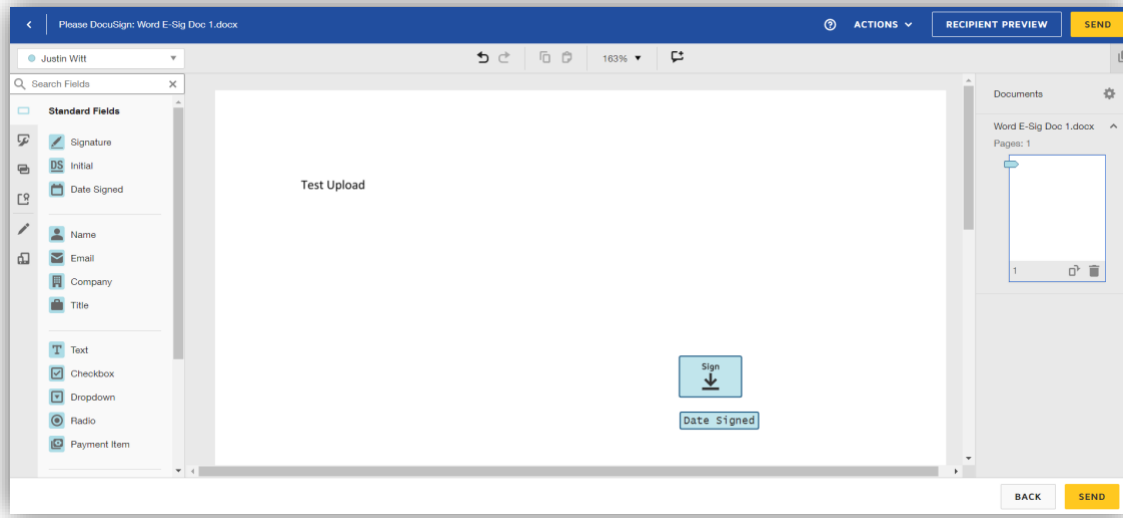 Please DocuSign: Word E-Sig Doc 1.docx
ACTIONS
RECIPIENT PREVIEW
SEND
Justin Witt
163%
Search Fields
Standard Fields
Signature
DS Initial
Date Signed
Name
Email
Company
Title
T Text
Checkbox
Dropdown
Radio
Payment Item
Test Upload
Sign
Date Signed
Documents
Word E-Sig Doc 1.docx
Pages: 1
1
BACK
SEND